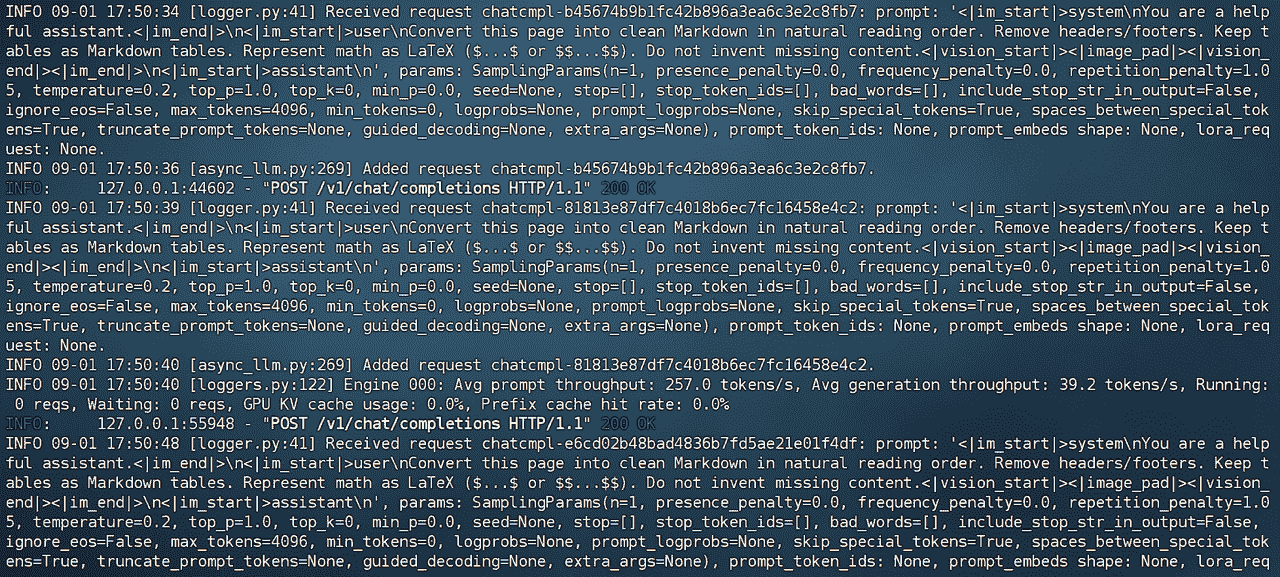 INFO 09-01 17:50:34 [logger.py:41] Received request chatcmpl-b45674b9b1fc42b896a3ea6c3e2c8fb7: prompt: '<|im_start|>system\nYou are a help
ful assistant.<|im_end|>\n<|im_start|>user\nConvert this page into clean Markdown in natural reading order. Remove headers/footers. Keep t
ables as Markdown tables. Represent math as LaTeX ($...$ or $$...$$). Do not invent missing content.<|vision_start|><|image_pad|><|vision_
end|><|im_end|>\n<|im_start|>assistant\n', params: SamplingParams(n=1, presence_penalty=0.0, frequency_penalty=0.0, repetition_penalty=1.0
5, temperature=0.2, top_p=1.0, top_k=0, min_p=0.0, seed=None, stop=[], stop_token_ids=[], bad_words=[], include_stop_str_in_output=False, 
ignore_eos=False, max_tokens=4096, min_tokens=0, logprobs=None, prompt_logprobs=None, skip_special_tokens=True, spaces_between_special_tok
ens=True, truncate_prompt_tokens=None, guided_decoding=None, extra_args=None), prompt_token_ids: None, prompt_embeds shape: None, lora_req
uest: None.
INFO 09-01 17:50:36 [async_llm.py:269] Added request chatcmpl-b45674b9b1fc42b896a3ea6c3e2c8fb7.
INFO:     127.0.0.1:44602 - "POST /v1/chat/completions HTTP/1.1" 200 OK
INFO 09-01 17:50:39 [logger.py:41] Received request chatcmpl-81813e87df7c4018b6ec7fc16458e4c2: prompt: '<|im_start|>system\nYou are a help
ful assistant.<|im_end|>\n<|im_start|>user\nConvert this page into clean Markdown in natural reading order. Remove headers/footers. Keep t
ables as Markdown tables. Represent math as LaTeX ($...$ or $$...$$). Do not invent missing content.<|vision_start|><|image_pad|><|vision_
end|><|im_end|>\n<|im_start|>assistant\n', params: SamplingParams(n=1, presence_penalty=0.0, frequency_penalty=0.0, repetition_penalty=1.0
5, temperature=0.2, top_p=1.0, top_k=0, min_p=0.0, seed=None, stop=[], stop_token_ids=[], bad_words=[], include_stop_str_in_output=False, 
ignore_eos=False, max_tokens=4096, min_tokens=0, logprobs=None, prompt_logprobs=None, skip_special_tokens=True, spaces_between_special_tok
ens=True, truncate_prompt_tokens=None, guided_decoding=None, extra_args=None), prompt_token_ids: None, prompt_embeds shape: None, lora_req
uest: None.
INFO 09-01 17:50:40 [async_llm.py:269] Added request chatcmpl-81813e87df7c4018b6ec7fc16458e4c2.
INFO 09-01 17:50:40 [loggers.py:122] Engine 000: Avg prompt throughput: 257.0 tokens/s, Avg generation throughput: 39.2 tokens/s, Running:
 0 reqs, Waiting: 0 reqs, GPU KV cache usage: 0.0%, Prefix cache hit rate: 0.0%
INFO:     127.0.0.1:55948 - "POST /v1/chat/completions HTTP/1.1" 200 OK
INFO 09-01 17:50:48 [logger.py:41] Received request chatcmpl-e6cd02b48bad4836b7fd5ae21e01f4df: prompt: '<|im_start|>system\nYou are a help
ful assistant.<|im_end|>\n<|im_start|>user\nConvert this page into clean Markdown in natural reading order. Remove headers/footers. Keep t
ables as Markdown tables. Represent math as LaTeX ($...$ or $$...$$). Do not invent missing content.<|vision_start|><|image_pad|><|vision_
end|><|im_end|>\n<|im_start|>assistant\n', params: SamplingParams(n=1, presence_penalty=0.0, frequency_penalty=0.0, repetition_penalty=1.0
5, temperature=0.2, top_p=1.0, top_k=0, min_p=0.0, seed=None, stop=[], stop_token_ids=[], bad_words=[], include_stop_str_in_output=False, 
ignore_eos=False, max_tokens=4096, min_tokens=0, logprobs=None, prompt_logprobs=None, skip_special_tokens=True, spaces_between_special_tok
ens=True, truncate_prompt_tokens=None, guided_decoding=None, extra_args=None), prompt_token_ids: None, prompt_embeds shape: None, lora_req